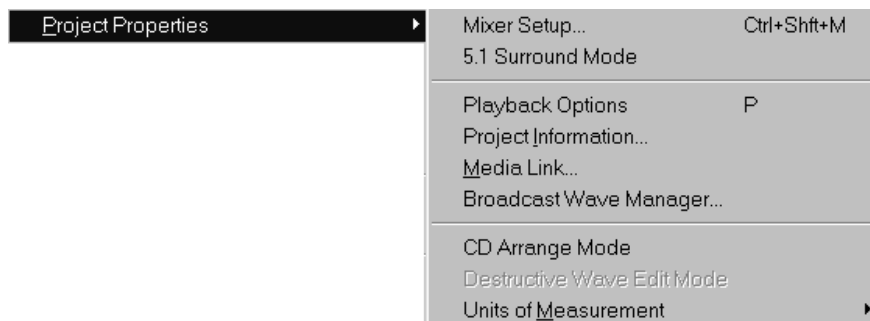 Project Properties
Mixer Setup... Ctrl+Shft+M
5.1 Surround Mode
Playback Options P
Project Information...
Media Link...
Broadcast Wave Manager...
CD Arrange Mode
Destructive Wave Edit Mode
Units of Measurement